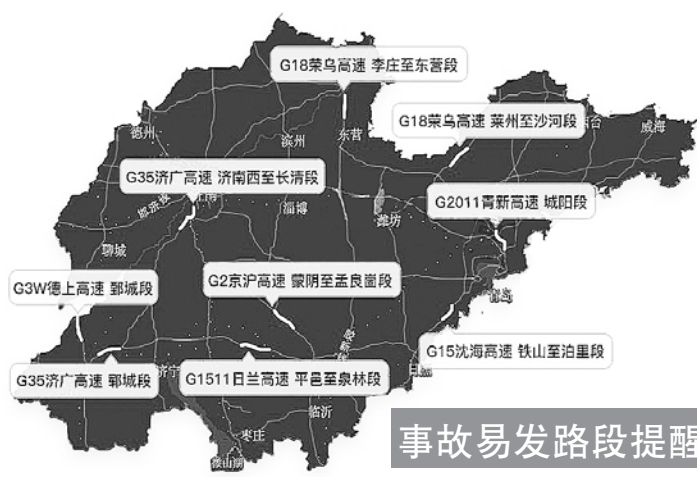 G18荣乌高速 李庄至东营段
G18荣乌高速 莱州至沙河段
德州
滨州
东营
台
威海
G35济广高速 济南西至长清段
G2011青新高速 城阳段
淄博
潍坊
聊城
G3W德上高速 鄄城段
G2京沪高速 蒙阴至孟良崮段
青岛
G15沈海高速 铁山至泊里段
济宁
日照
G35济广高速 郓城段
G1511日兰高速 平邑至泉林段
临沂
枣庄
微山湖
事故易发路段提醒